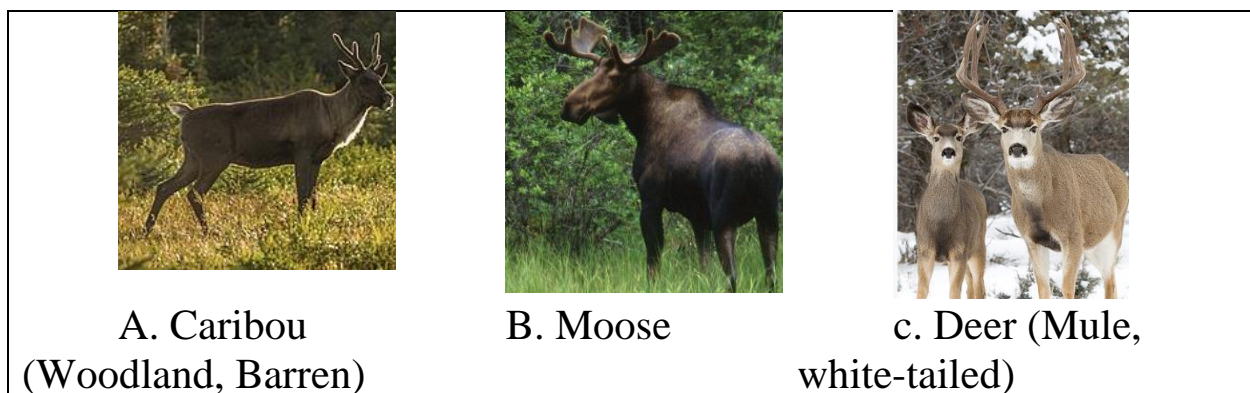 A. Caribou
(Woodland, Barren)
B. Moose
c. Deer (Mule,
white-tailed)